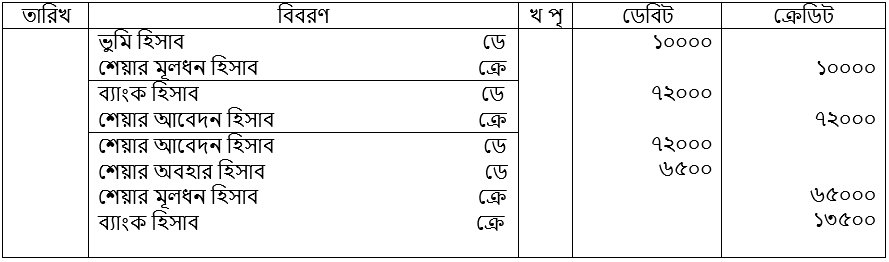 তারিখ বিবরণ খ পৃ ডেবিট ক্রেডিট
ভুমি হিসাব ডে ১০০০০
শেয়ার মূলধন হিসাব ক্রে ১০০০০
ব্যাংক হিসাব ডে ৭২০০০
শেয়ার আবেদন হিসাব ক্রে ৭২০০০
শেয়ার আবেদন হিসাব ডে ৭২০০০
শেয়ার অবহার হিসাব ডে ৬৫০০
শেয়ার মূলধন হিসাব ক্রে ৬৫০০০
ব্যাংক হিসাব ক্রে ১৩৫০০